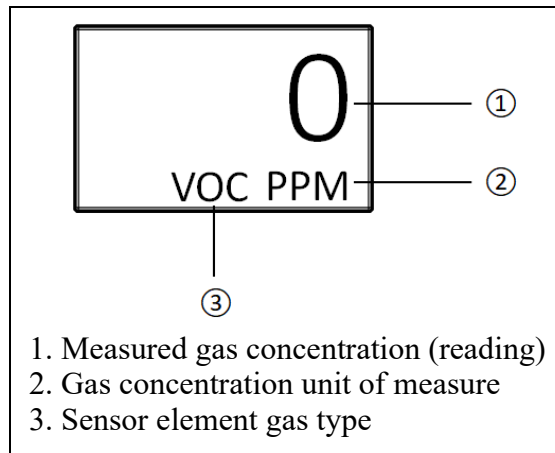 0
①
VOC PPM
②
③
1. Measured gas concentration (reading)
2. Gas concentration unit of measure
3. Sensor element gas type